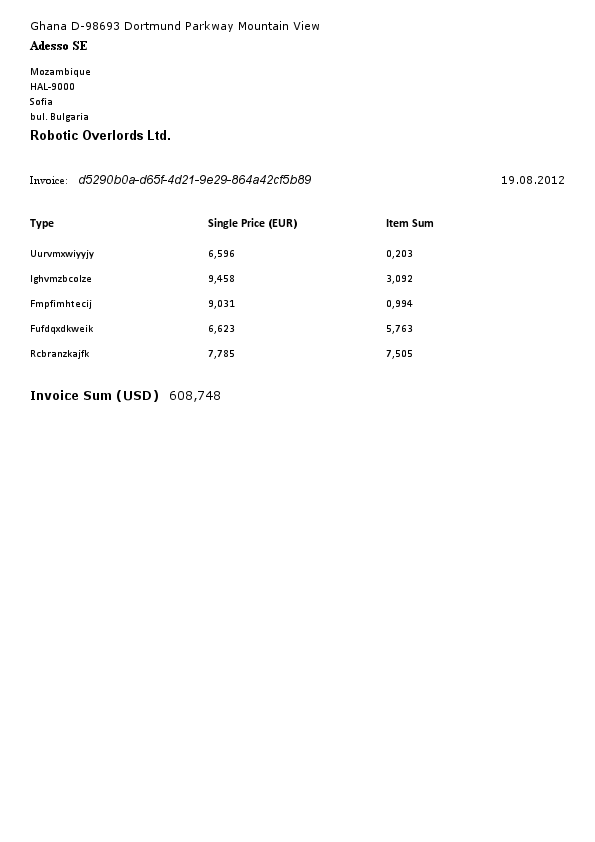 Ghana D-98693 Dortmund Parkway Mountain View
Adesso SE
Mozambique
HAL-9000
Sofia
bul. Bulgaria
Robotic Overlords Ltd.
Invoice: d5290b0a-d65f-4d21-9e29-864a42cf5b89 19.08.2012
Type Single Price (EUR) Item Sum
Uurvmxwiyyjy 6,596 0,203
Ighvmzbcolze 9,458 3,092
Fmpfimhtecij 9,031 0,994
Fufdqxdkweik 6,623 5,763
Rcbranzkajfk 7,785 7,505
Invoice Sum (USD) 608,748